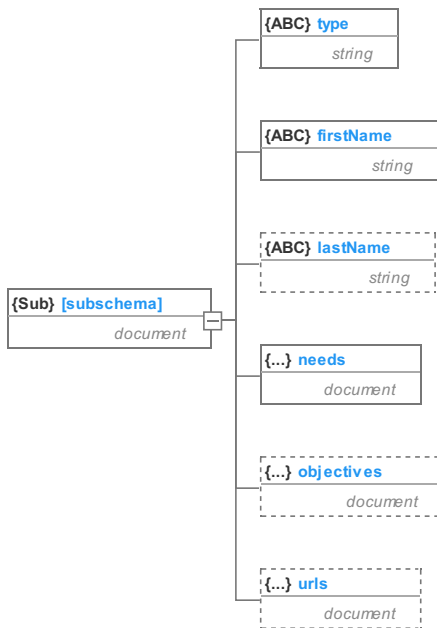 {ABC} type
string
{ABC} firstName
string
{ABC} lastName
string
{Sub} [subschema]
document
{...} needs
document
{...} objectives
document
{...} urls
document